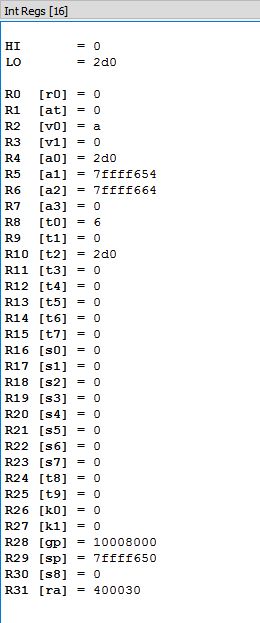 Int Regs [16]
HI = 0
LO = 2d0
R0 [r0] = 0
R1 [at] = 0
R2 [v0] = a
R3 [v1] = 0
R4 [a0] = 2d0
R5 [a1] = 7ffff654
R6 [a2] = 7ffff664
R7 [a3] = 0
R8 [t0] = 6
R9 [t1] = 0
R10 [t2] = 2d0
R11 [t3] = 0
R12 [t4] = 0
R13 [t5] = 0
R14 [t6] = 0
R15 [t7] = 0
R16 [s0] = 0
R17 [s1] = 0
R18 [s2] = 0
R19 [s3] = 0
R20 [s4] = 0
R21 [s5] = 0
R22 [s6] = 0
R23 [s7] = 0
R24 [t8] = 0
R25 [t9] = 0
R26 [k0] = 0
R27 [k1] = 0
R28 [gp] = 10008000
R29 [sp] = 7ffff650
R30 [s8] = 0
R31 [ra] = 400030